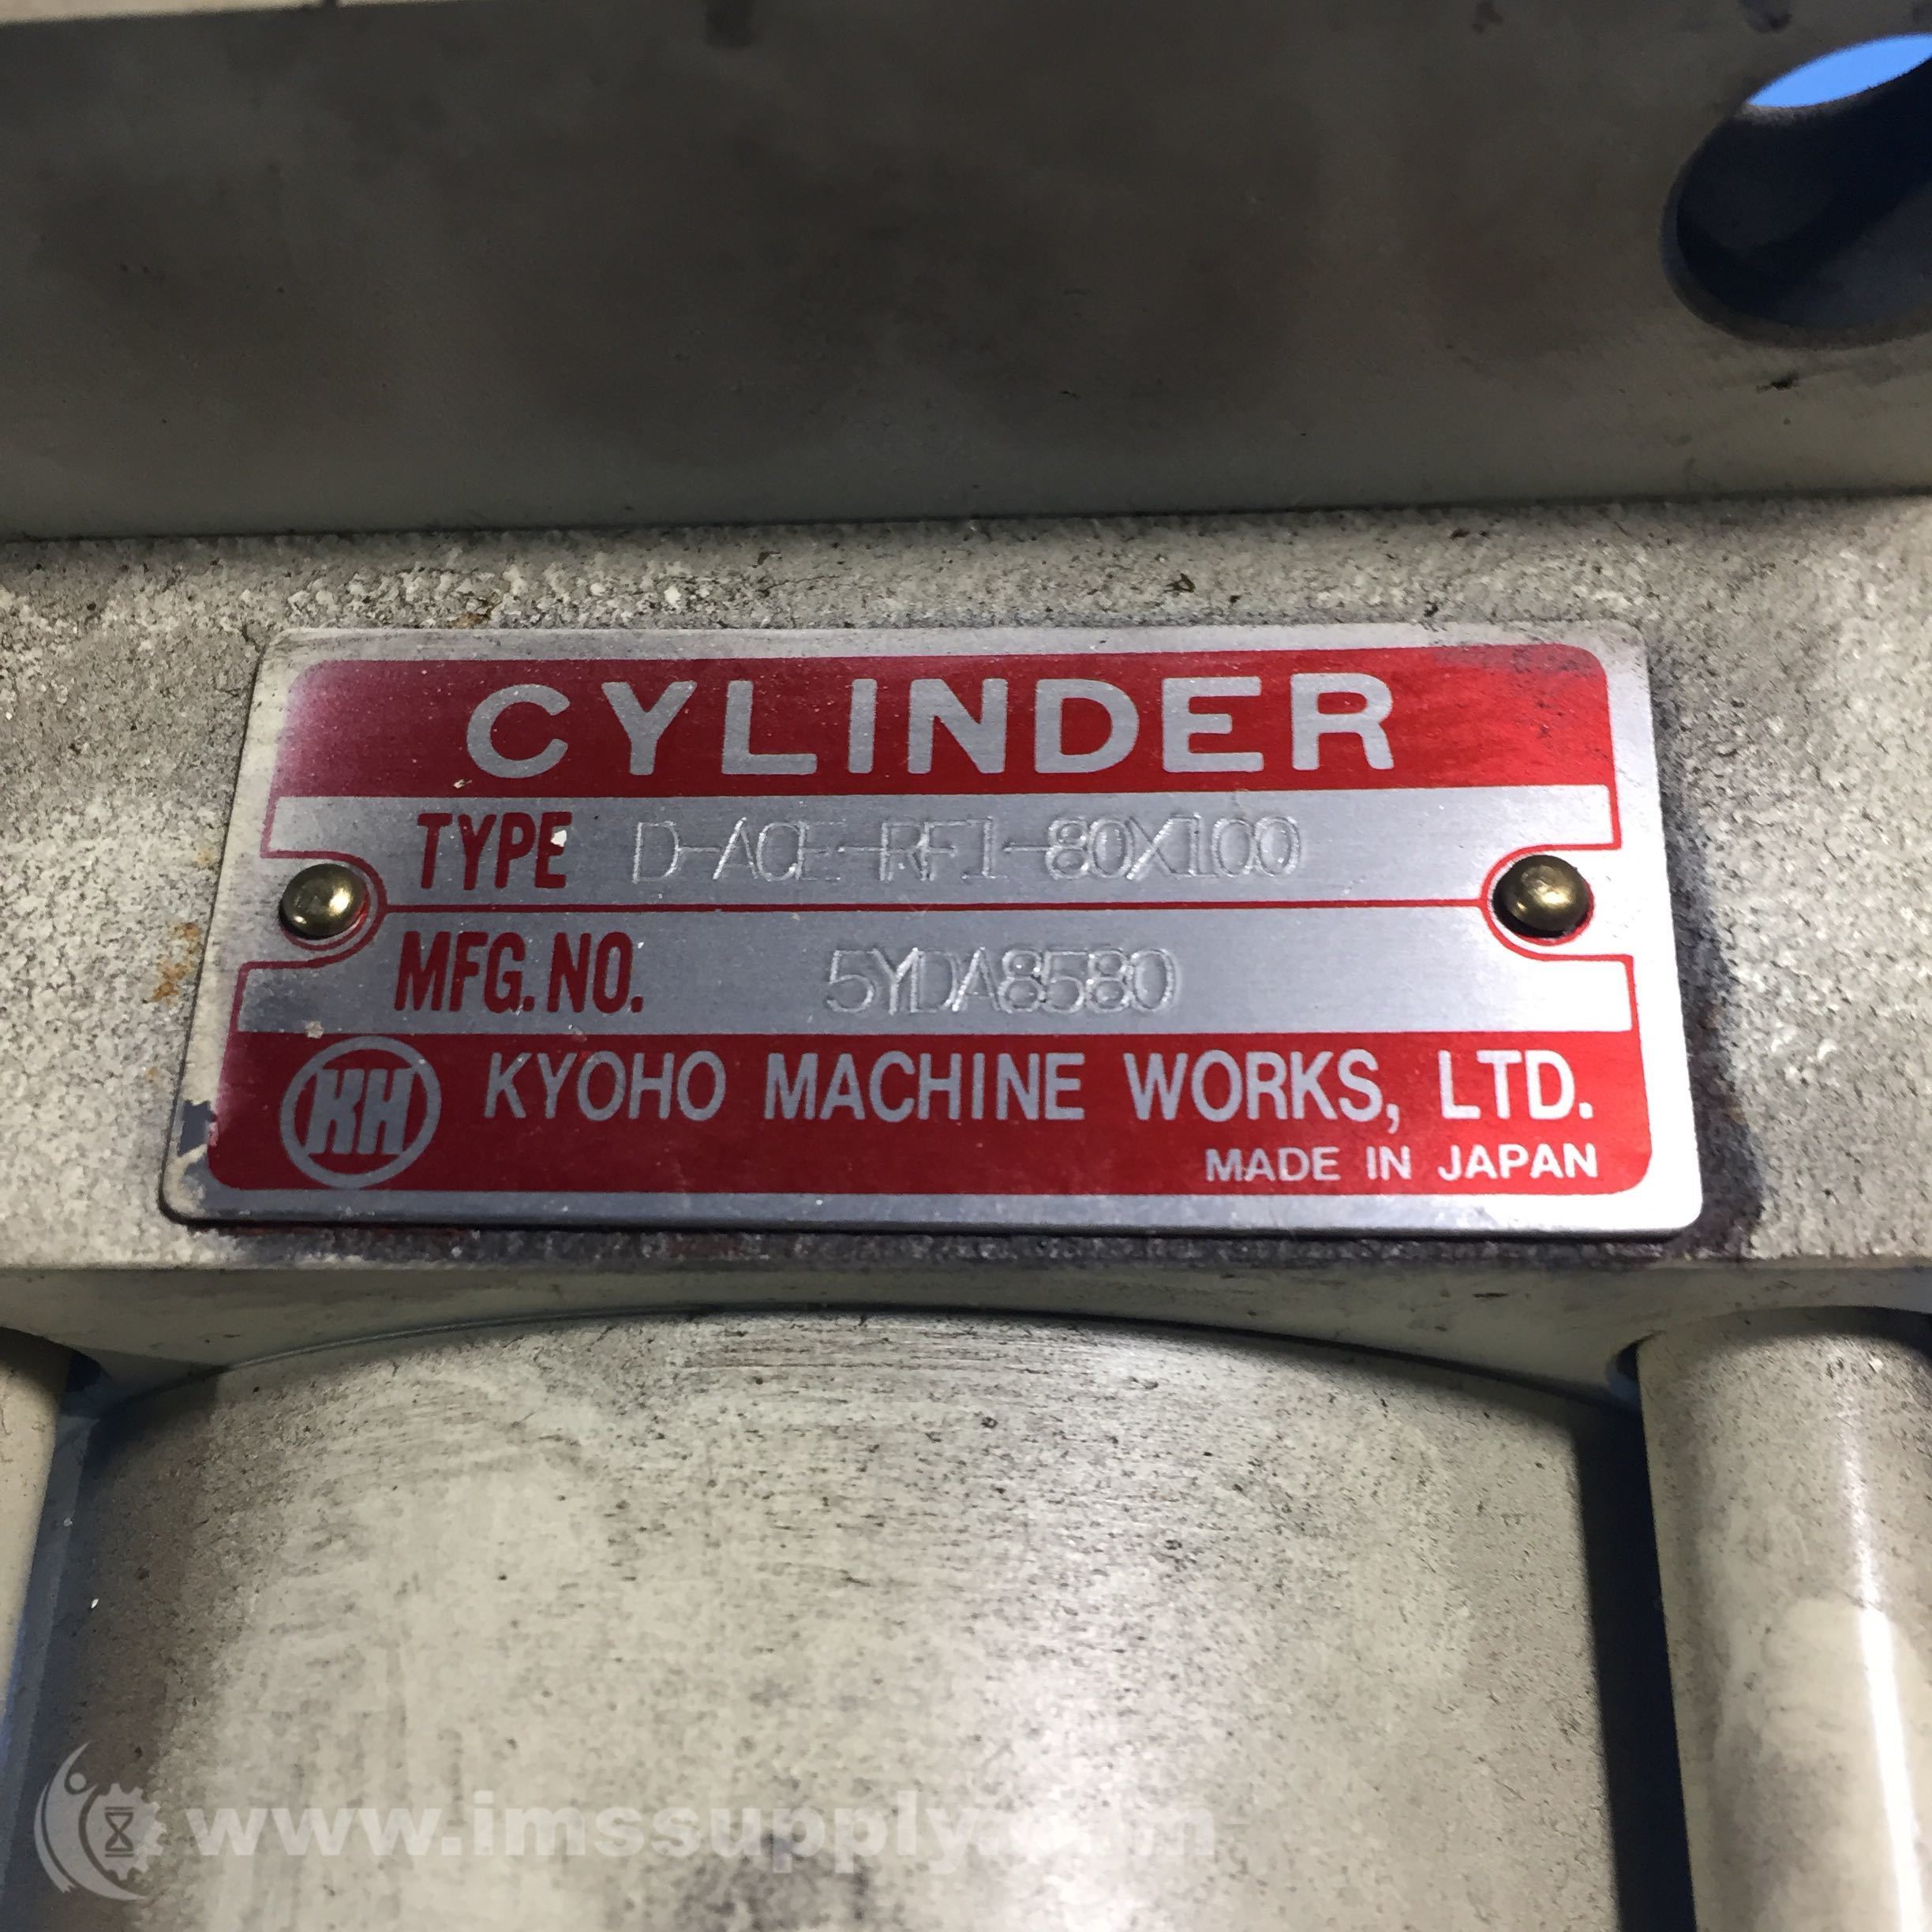 CYLINDER
TYPE D-ACE-RF1-80X100
MFG.NO. 5YDA8580
KH KYOHO MACHINE WORKS, LTD.
MADE IN JAPAN
www.imssupply.com